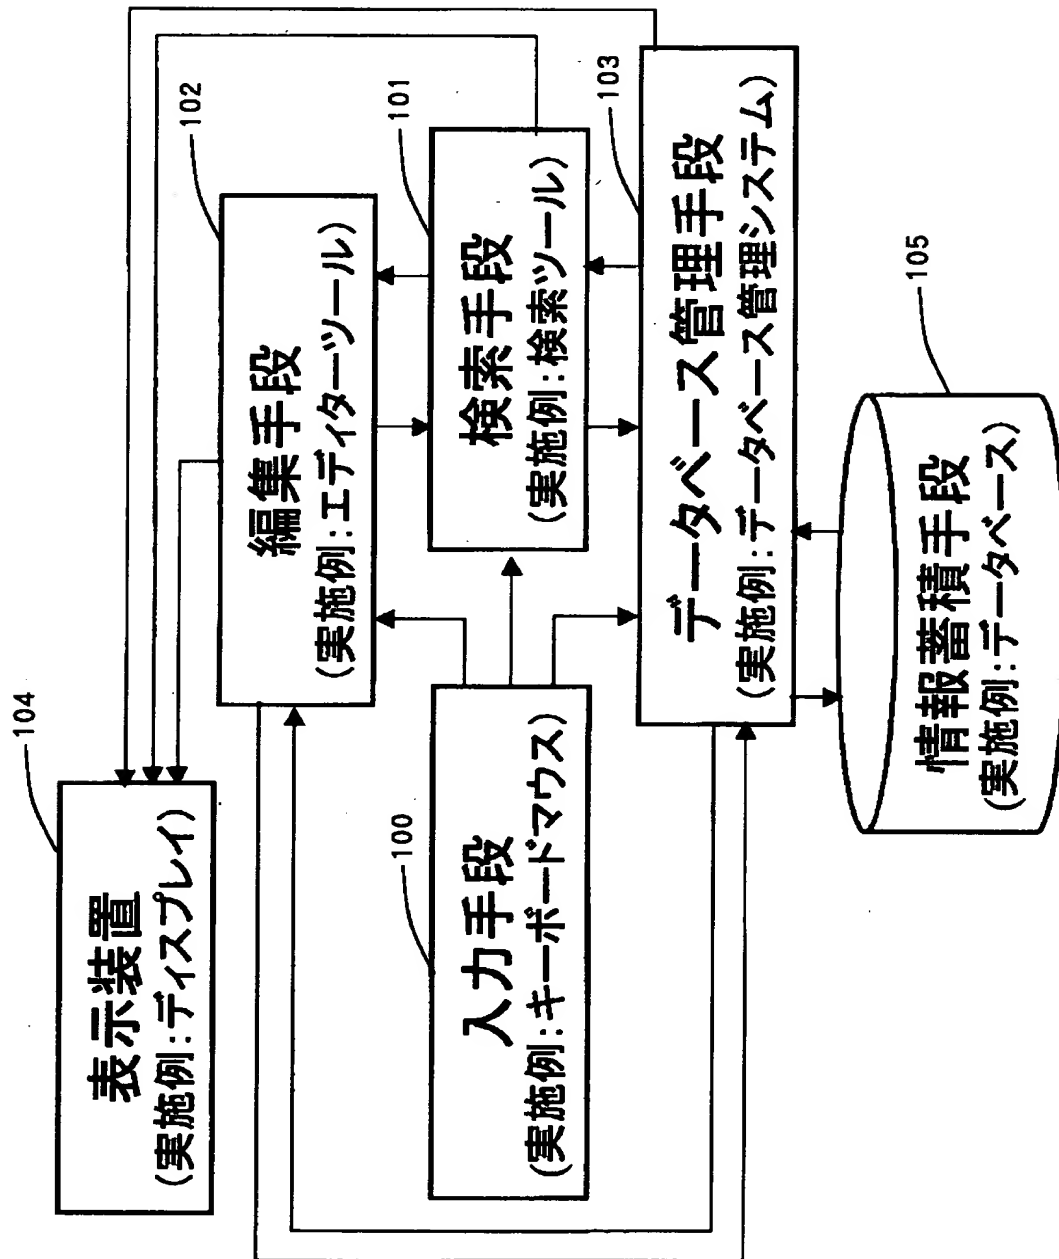 104
表示装置
(実施例:ディスプレイ)
102
編集手段
(実施例:エディターツール)
101
検索手段
(実施例:検索ツール)
100
入力手段
(実施例:キーボードマウス)
103
データベース管理手段
(実施例:データベース管理システム)
105
情報蓄積手段
(実施例:データベース)